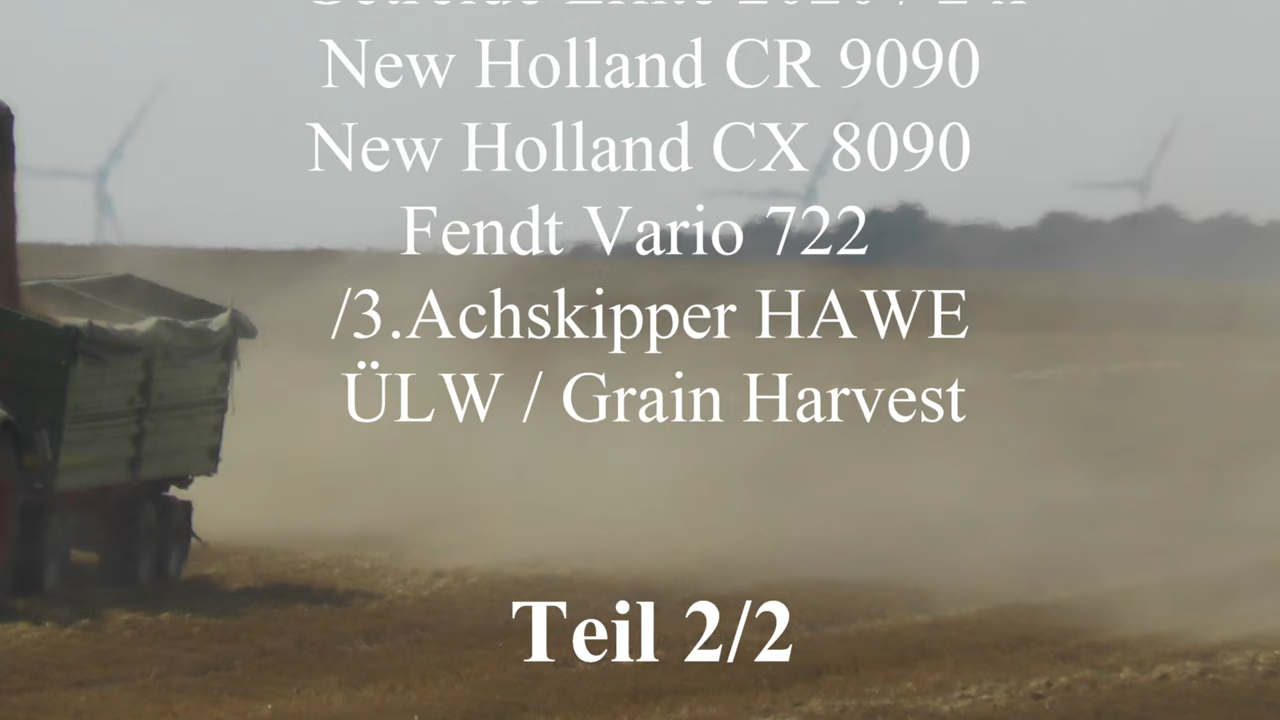 New Holland CR 9090
New Holland CX 8090
Fendt Vario 722
/3.Achskipper HAWE
ÜLW / Grain Harvest
Teil 2/2